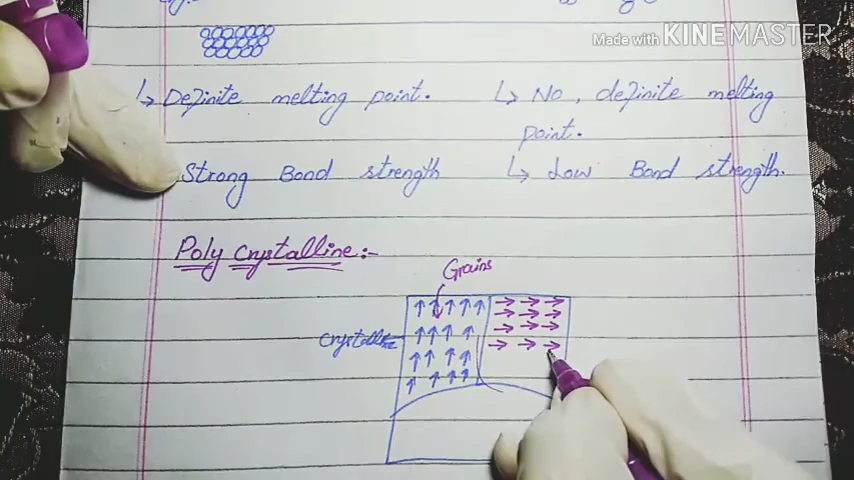 Made with KINEMASTER
↳ Definite melting point.
↳ No, definite melting
point.
Strong Bond strength
↳ Low Bond strength.
Poly crystalline:-
Grains
crystalline